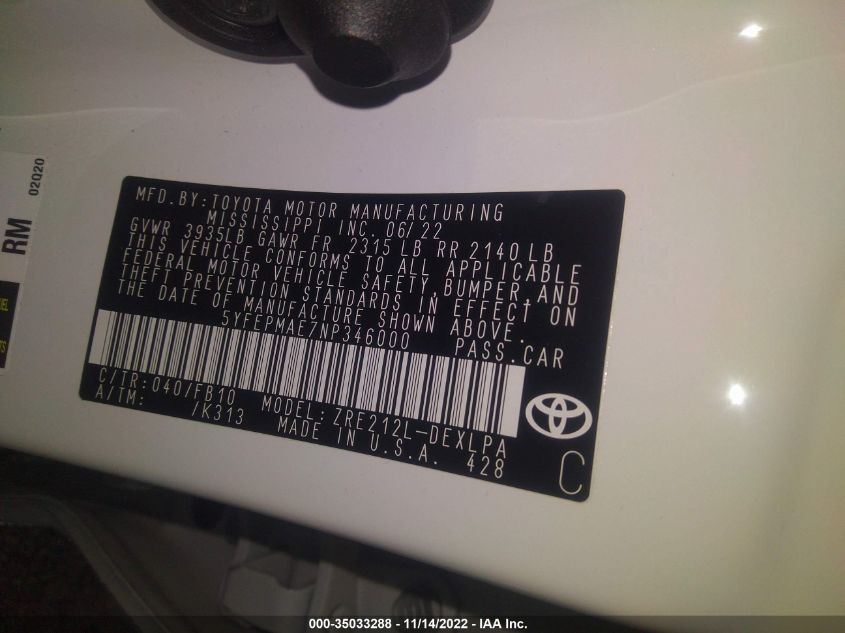 MFD.BY:TOYOTA MOTOR MANUFACTURING
MISSISSIPPI INC. 06/22
GVWR 3935LB GAWR FR 2315 LB RR 2140 LB
THIS VEHICLE CONFORMS TO ALL APPLICABLE
FEDERAL MOTOR VEHICLE SAFETY, BUMPER, AND
THEFT PREVENTION STANDARDS IN EFFECT ON
THE DATE OF MANUFACTURE SHOWN ABOVE.
5YFEPMAE7NP346000 PASS.CAR
C/TR:040/FB10 MODEL: ZRE212L-DEXLPA
A/TM: /K313 MADE IN U.S.A. 428
C
RM
02Q20
000-35033288 - 11/14/2022 - IAA Inc.